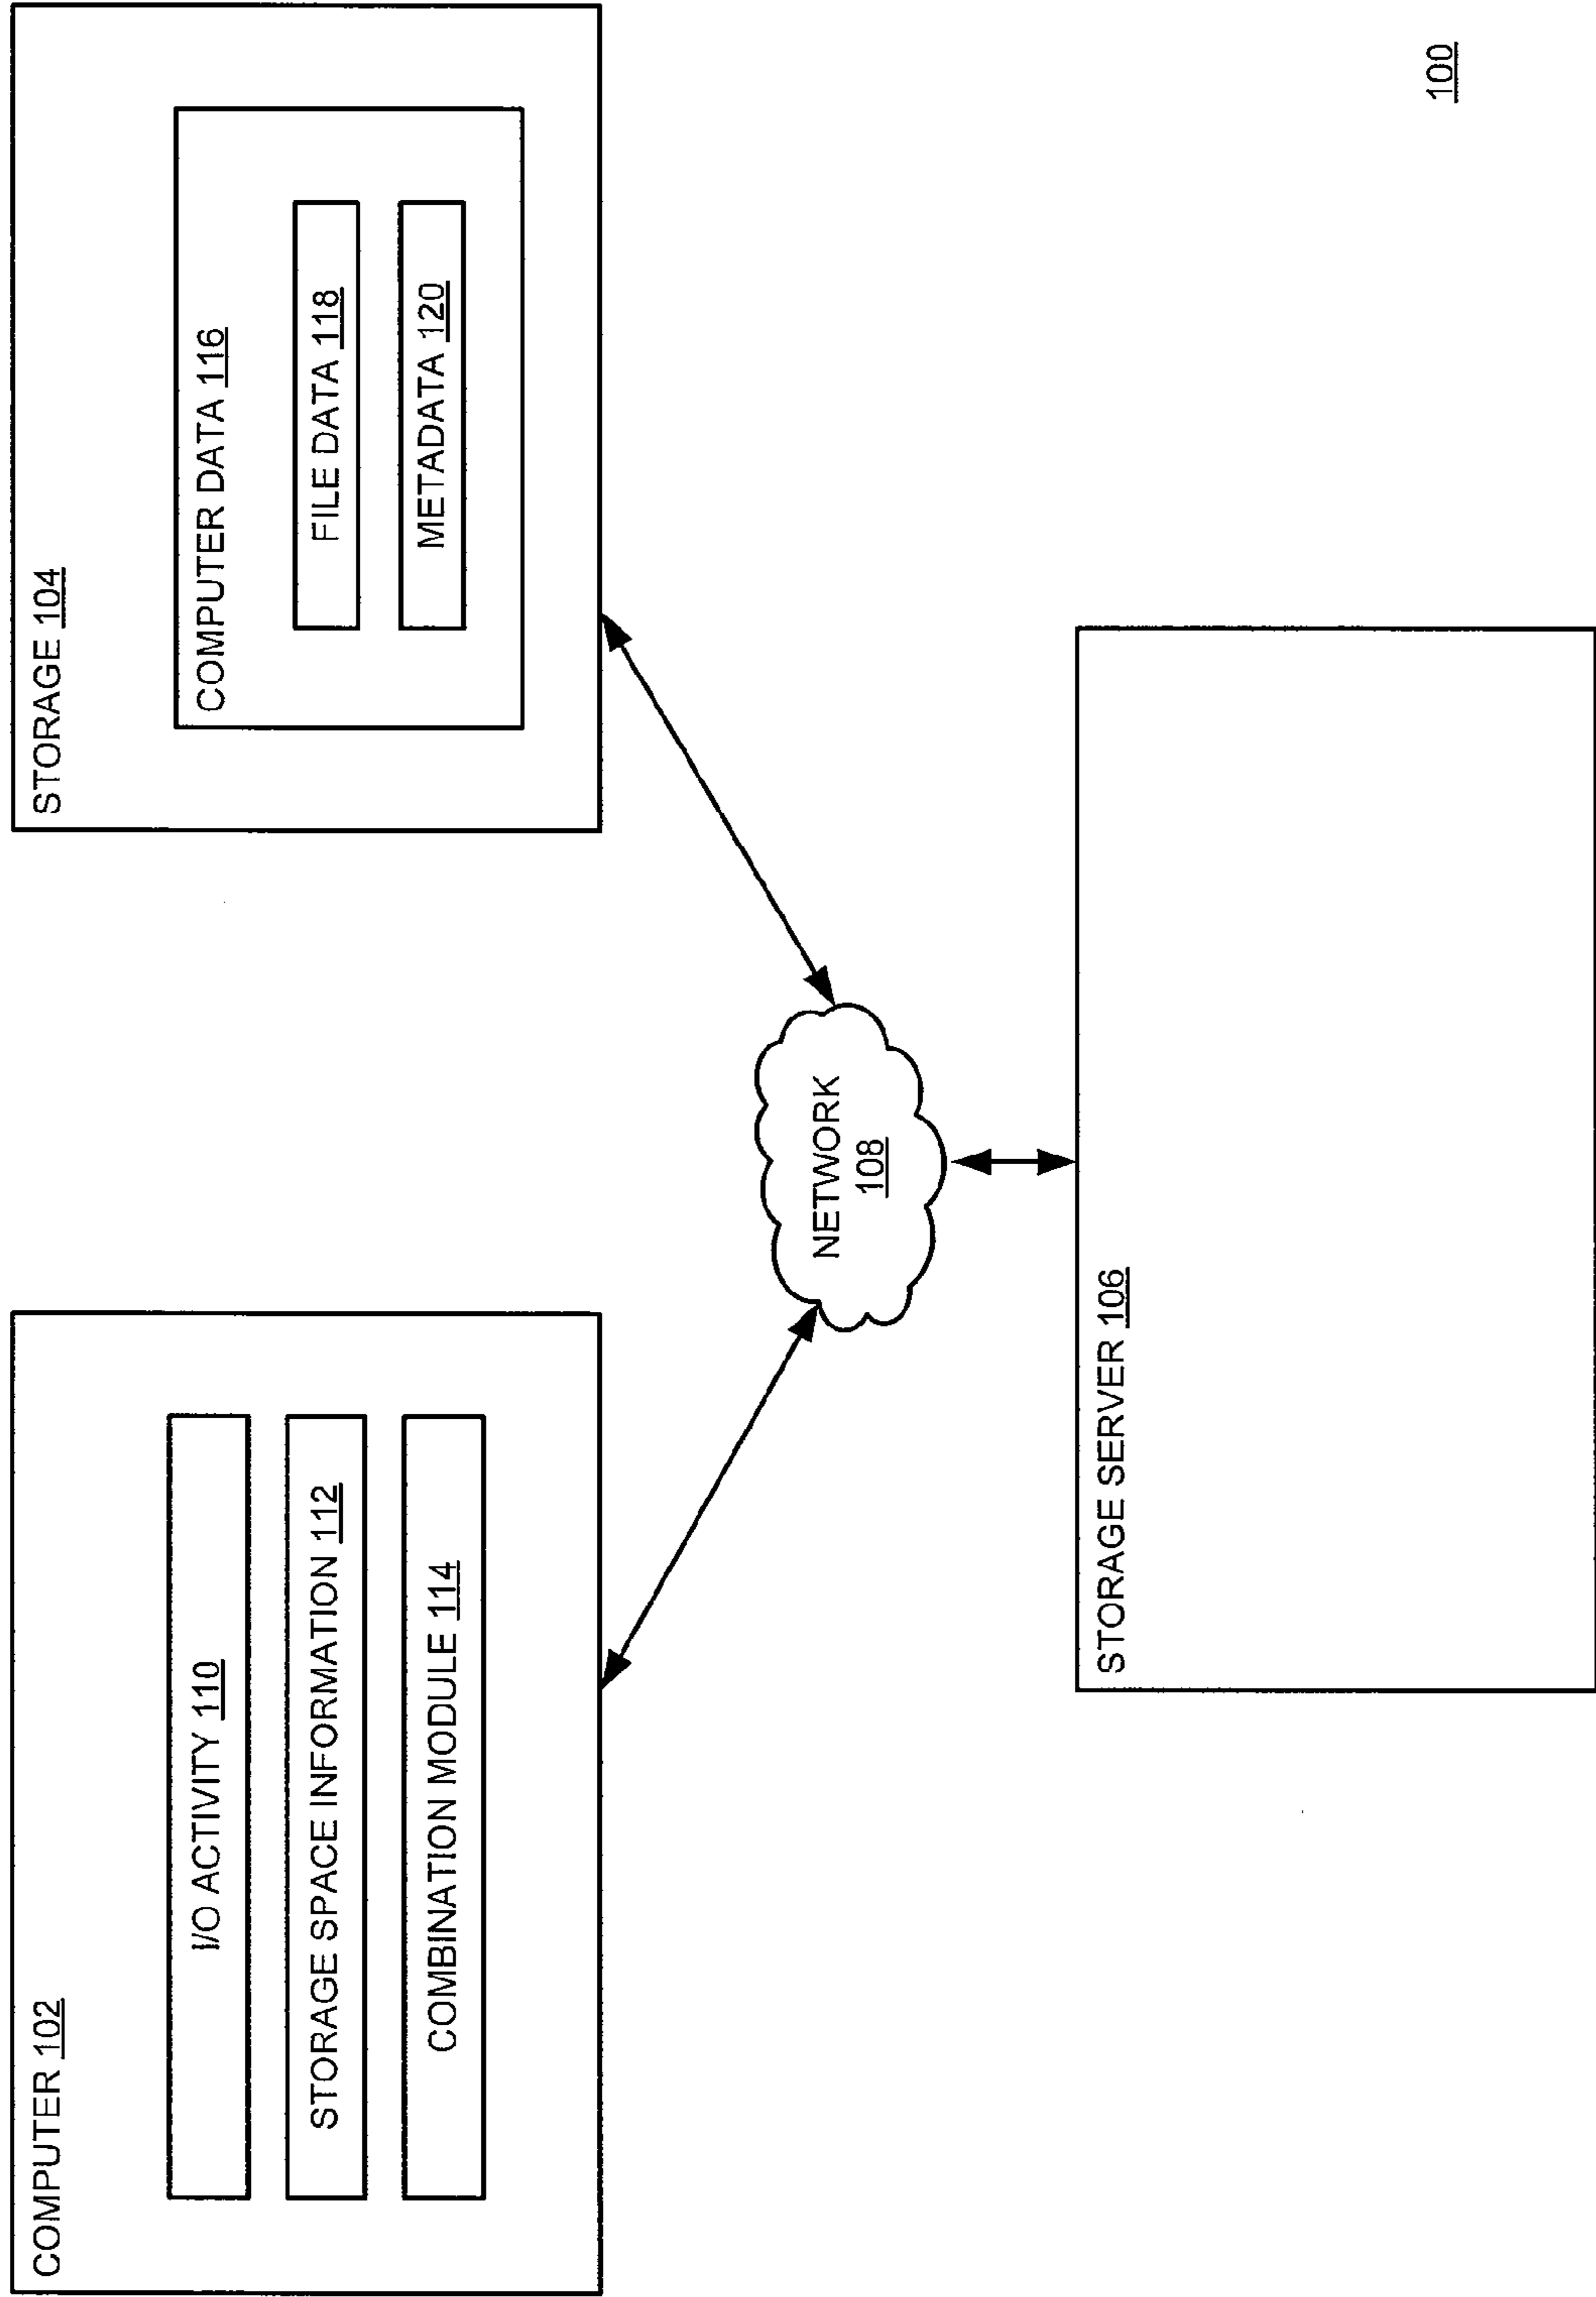 COMPUTER 102
I/O ACTIVITY 110
STORAGE SPACE INFORMATION 112
COMBINATION MODULE 114
STORAGE 104
COMPUTER DATA 116
FILE DATA 118
METADATA 120
NETWORK
108
STORAGE SERVER 106
100